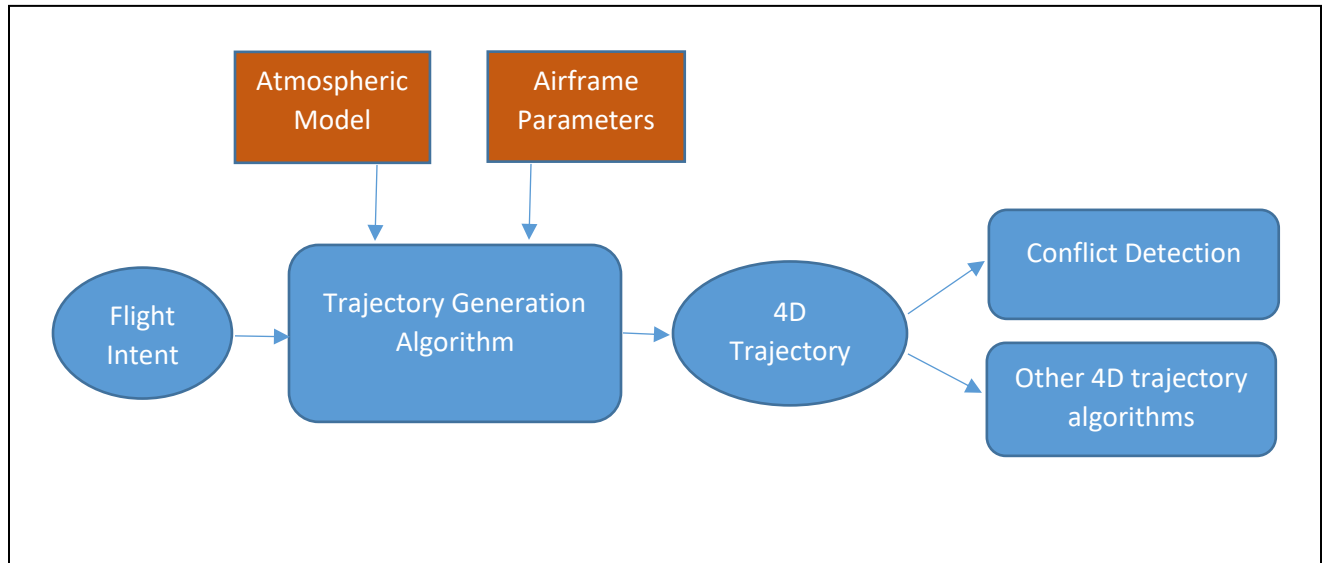 Atmospheric
Model
Airframe
Parameters
Flight
Intent
Trajectory Generation
Algorithm
4D
Trajectory
Conflict Detection
Other 4D trajectory
algorithms